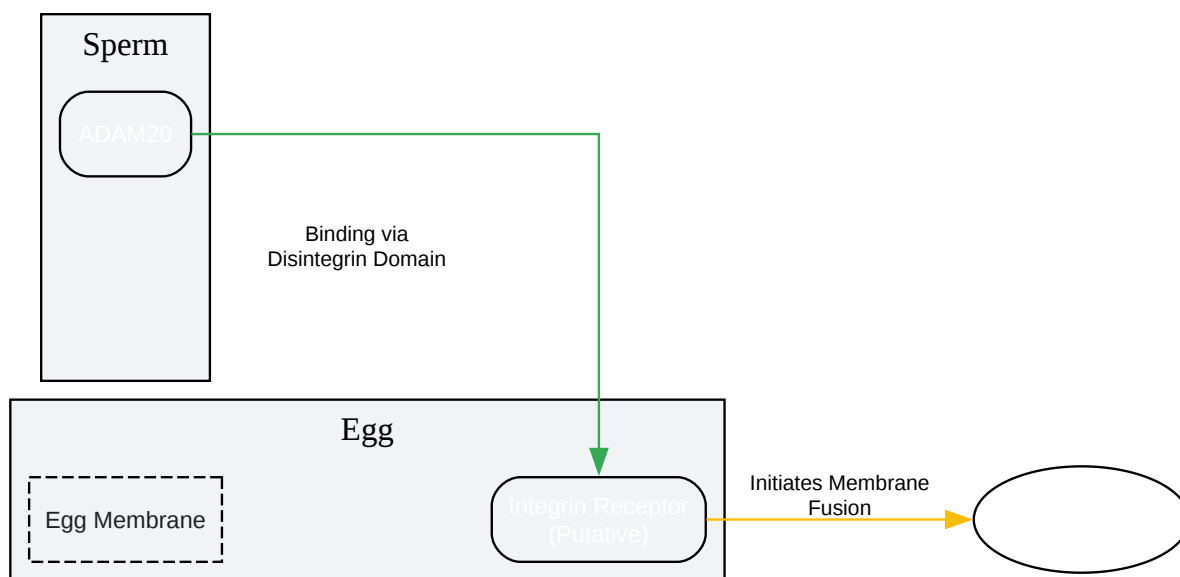 Sperm
ADAM20
Binding via
Disintegrin Domain
Egg
Egg Membrane
Integrin Receptor
(Putative)
Initiates Membrane
Fusion